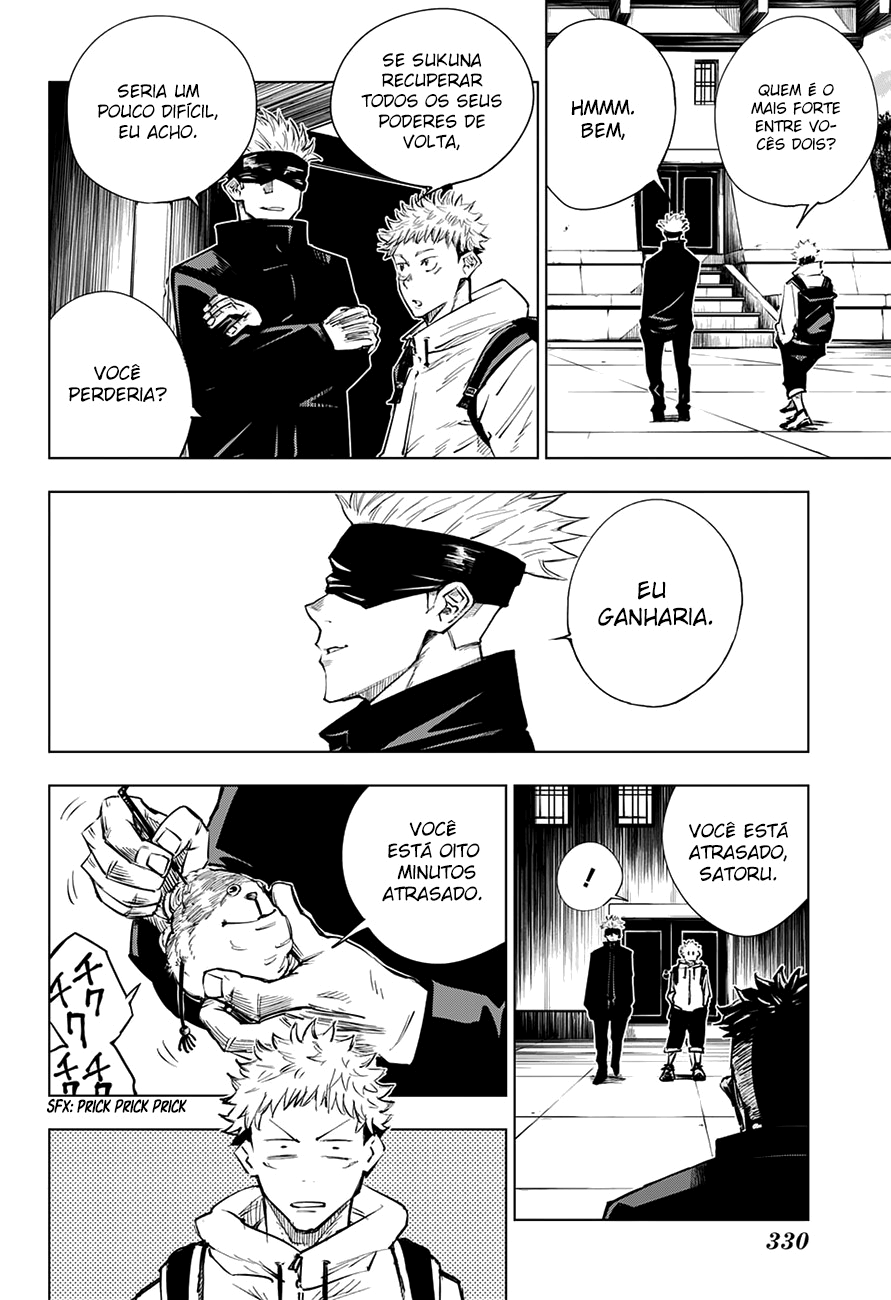 QUEM É O
MAIS FORTE
ENTRE VO-
CÊS DOIS?
HMMM.
BEM,
SE SUKUNA
RECUPERAR
TODOS OS SEUS
PODERES DE
VOLTA,
SERIA UM
POUCO DIFÍCIL,
EU ACHO.
VOCÊ
PERDERIA?
EU
GANHARIA.
VOCÊ ESTÁ
ATRASADO,
SATORU.
!
VOCÊ
ESTÁ OITO
MINUTOS
ATRASADO.
チク
チク
チク
SFX: PRICK PRICK PRICK
330